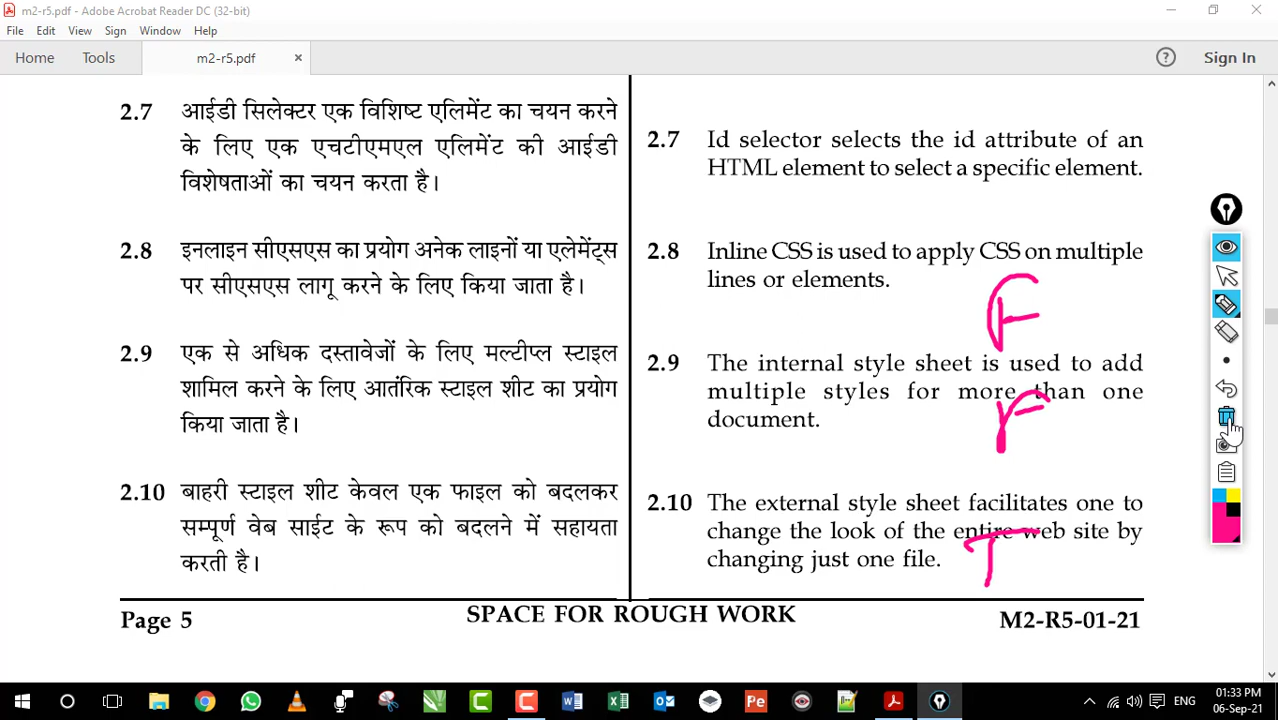 m2-r5.pdf - Adobe Acrobat Reader DC (32-bit)
File Edit View Sign Window Help
Home Tools m2-r5.pdf × ? Sign In
2.7 आईडी सिलेक्टर एक विशिष्ट एलिमेंट का चयन करने
के लिए एक एचटीएमएल एलिमेंट की आईडी
विशेषताओं का चयन करता है।
2.8 इनलाइन सीएसएस का प्रयोग अनेक लाइनों या एलेमेंट्स
पर सीएसएस लागू करने के लिए किया जाता है।
2.9 एक से अधिक दस्तावेजों के लिए मल्टीप्ल स्टाइल
शामिल करने के लिए आतंरिक स्टाइल शीट का प्रयोग
किया जाता है।
2.10 बाहरी स्टाइल शीट केवल एक फाइल को बदलकर
सम्पूर्ण वेब साईट के रूप को बदलने में सहायता
करती है।
2.7 Id selector selects the id attribute of an
HTML element to select a specific element.
2.8 Inline CSS is used to apply CSS on multiple
lines or elements.
F
2.9 The internal style sheet is used to add
multiple styles for more than one
document.
F
2.10 The external style sheet facilitates one to
change the look of the entire web site by
changing just one file.
T
Page 5 SPACE FOR ROUGH WORK M2-R5-01-21
ENG 01:33 PM
06-Sep-21